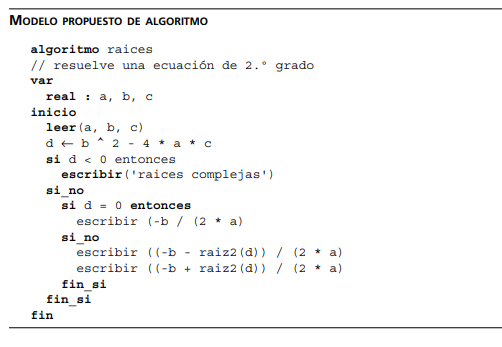 MODELO PROPUESTO DE ALGORITMO
algoritmo raices
// resuelve una ecuación de 2.º grado
var
real : a, b, c
inicio
leer(a, b, c)
d ← b ^ 2 - 4 * a * c
si d < 0 entonces
escribir('raices complejas')
si_no
si d = 0 entonces
escribir (-b / (2 * a)
si_no
escribir ((-b - raiz2(d)) / (2 * a)
escribir ((-b + raiz2(d)) / (2 * a)
fin_si
fin_si
fin